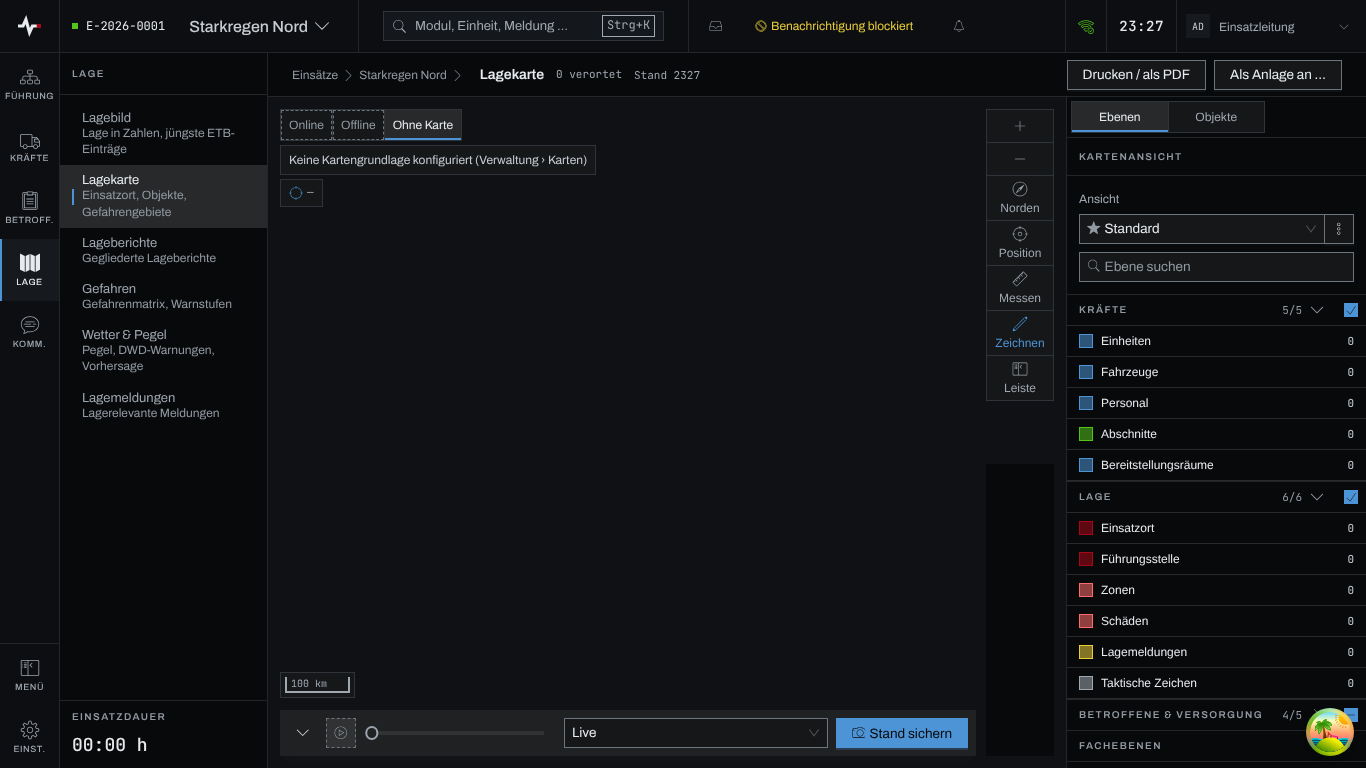 E-2026-0001
Starkregen Nord
Modul, Einheit, Meldung ...
Strg+K
Benachrichtigung blockiert
23:27
AD
Einsatzleitung
FÜHRUNG
KRÄFTE
BETROFF.
LAGE
KOMM.
MENÜ
EINST.
LAGE
Lagebild
Lage in Zahlen, jüngste ETB-
Einträge
Lagekarte
Einsatzort, Objekte,
Gefahrengebiete
Lageberichte
Gegliederte Lageberichte
Gefahren
Gefahrenmatrix, Warnstufen
Wetter & Pegel
Pegel, DWD-Warnungen,
Vorhersage
Lagemeldungen
Lagerelevante Meldungen
EINSATZDAUER
00:00 h
Einsätze
Starkregen Nord
Lagekarte
0 verortet
Stand 2327
Drucken / als PDF
Als Anlage an ...
Online
Offline
Ohne Karte
Keine Kartengrundlage konfiguriert (Verwaltung › Karten)
–
+
–
Norden
Position
Messen
Zeichnen
Leiste
100 km
Live
Stand sichern
Ebenen
Objekte
KARTENANSICHT
Ansicht
Standard
Ebene suchen
KRÄFTE 5/5
Einheiten 0
Fahrzeuge 0
Personal 0
Abschnitte 0
Bereitstellungsräume 0
LAGE 6/6
Einsatzort 0
Führungsstelle 0
Zonen 0
Schäden 0
Lagemeldungen 0
Taktische Zeichen 0
BETROFFENE & VERSORGUNG 4/5
FACHEBENEN